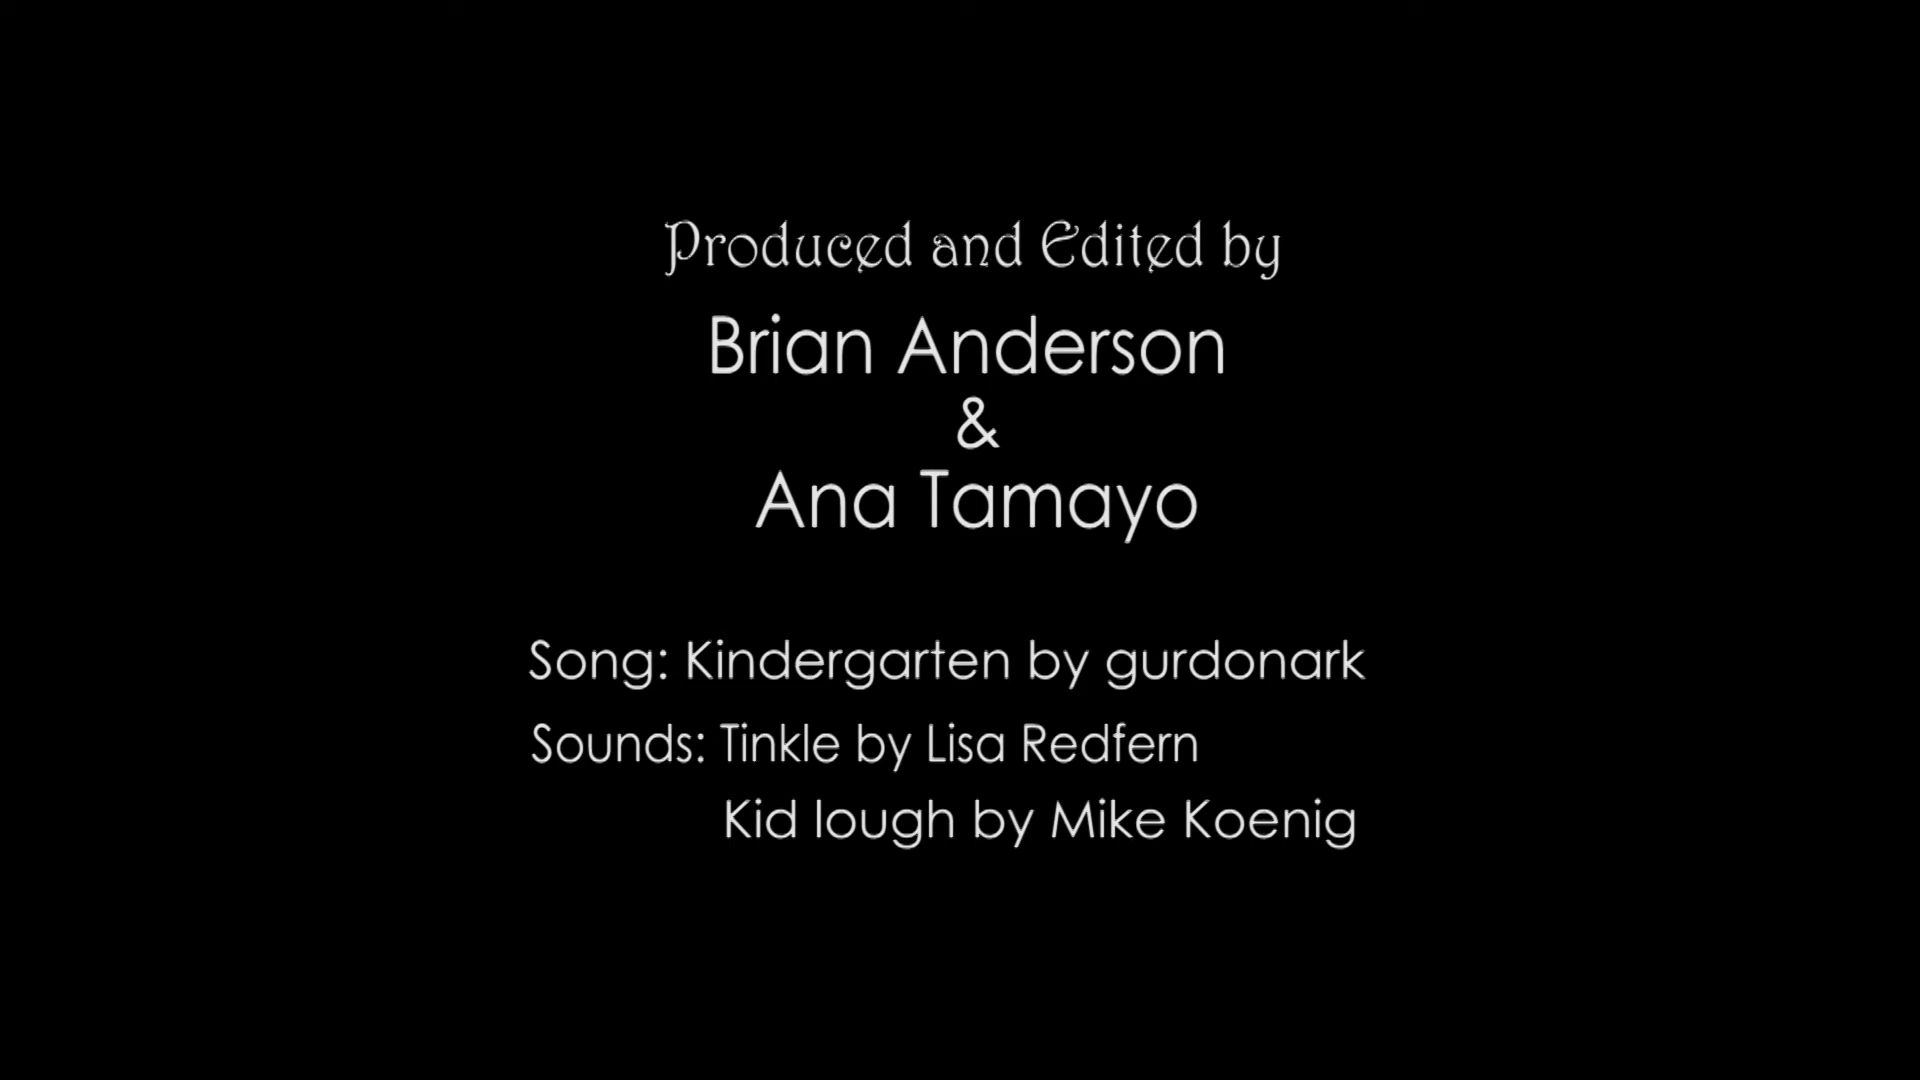 Produced and Edited by
Brian Anderson
&
Ana Tamayo
Song: Kindergarten by gurdonark
Sounds: Tinkle by Lisa Redfern
Kid lough by Mike Koenig